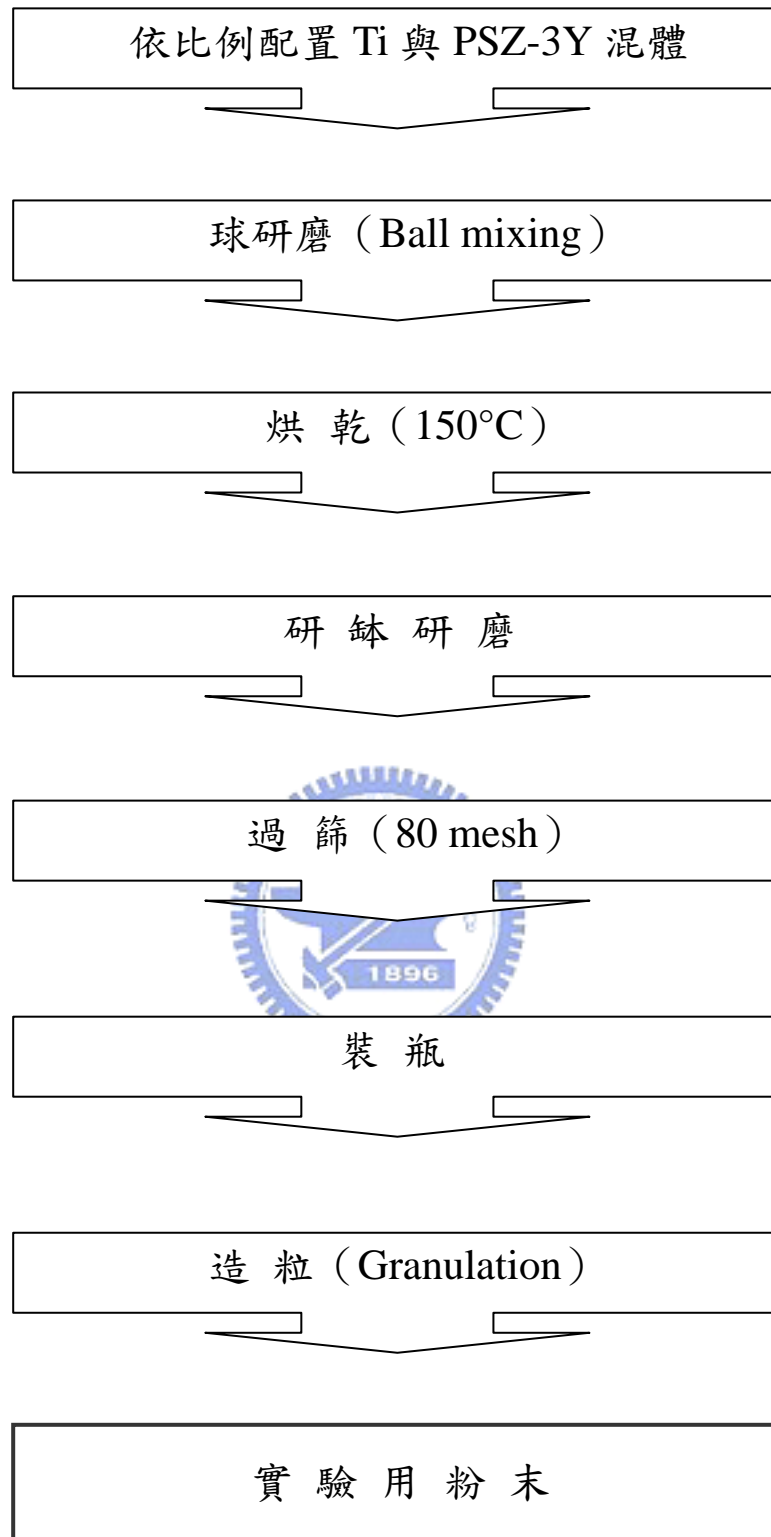 依比例配置 Ti 與 PSZ-3Y 混體
球研磨（Ball mixing）
烘 乾（150°C）
研 缽 研 磨
過 篩（80 mesh）
1896
裝 瓶
造 粒（Granulation）
實 驗 用 粉 末